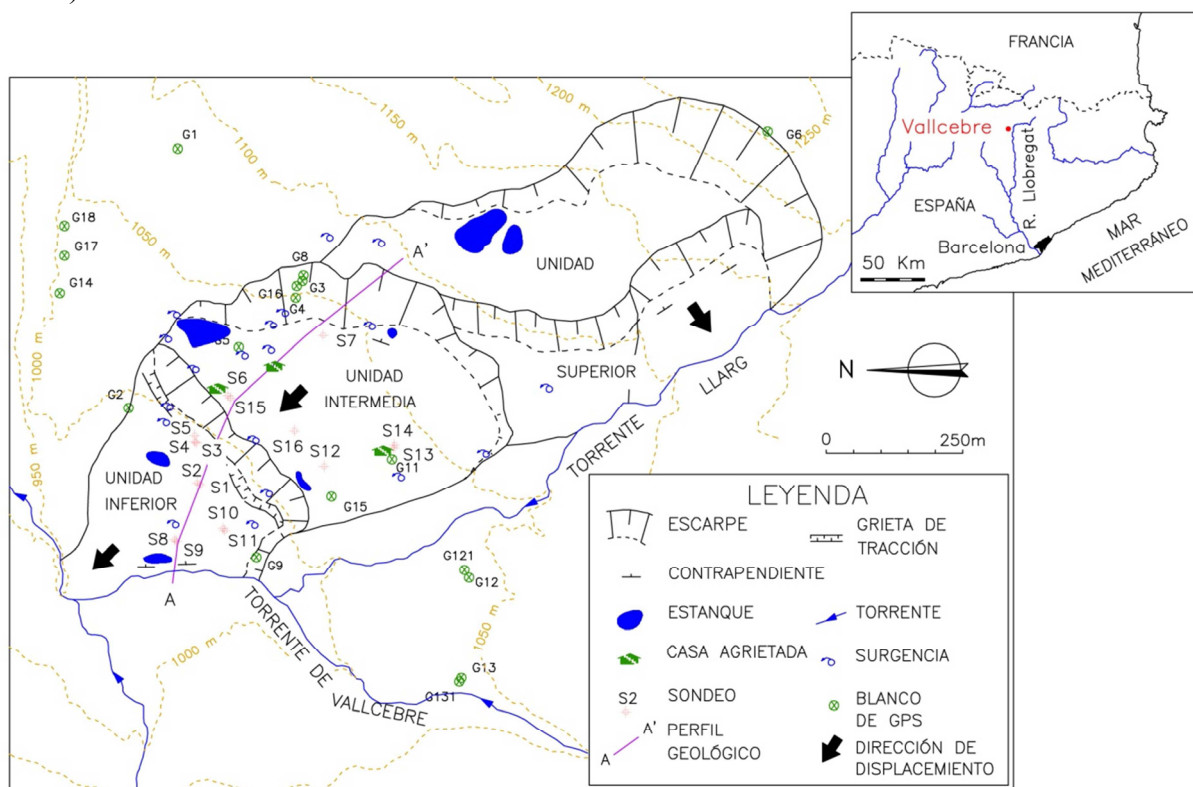 FRANCIA
Vallcebre
R. Llobregat
ESPAÑA
Barcelona
MAR
MEDITERRÁNEO
50 Km
1200 m
1250 m
1150 m
1100 m
1050 m
1000 m
950 m
G1
G6
G18
G17
G14
G8
G3
G16
G4
G5
G2
A'
UNIDAD
SUPERIOR
S7
UNIDAD
INTERMEDIA
S6
S15
S5
S4
S3
S16
S12
S14
S13
G11
G15
UNIDAD
INFERIOR
S2
S1
S10
S11
S8
S9
G9
A
G121
G12
G13
G131
1000 m
1050 m
TORRENTE
LLARG
TORRENTE DE VALLCEBRE
N
0 250m
LEYENDA
ESCARPE
GRIETA DE
TRACCIÓN
CONTRAPENDIENTE
ESTANQUE
TORRENTE
CASA AGRIETADA
SURGENCIA
S2
SONDEO
BLANCO
DE GPS
A A'
PERFIL
GEOLÓGICO
DIRECCIÓN DE
DISPLACEMIENTO